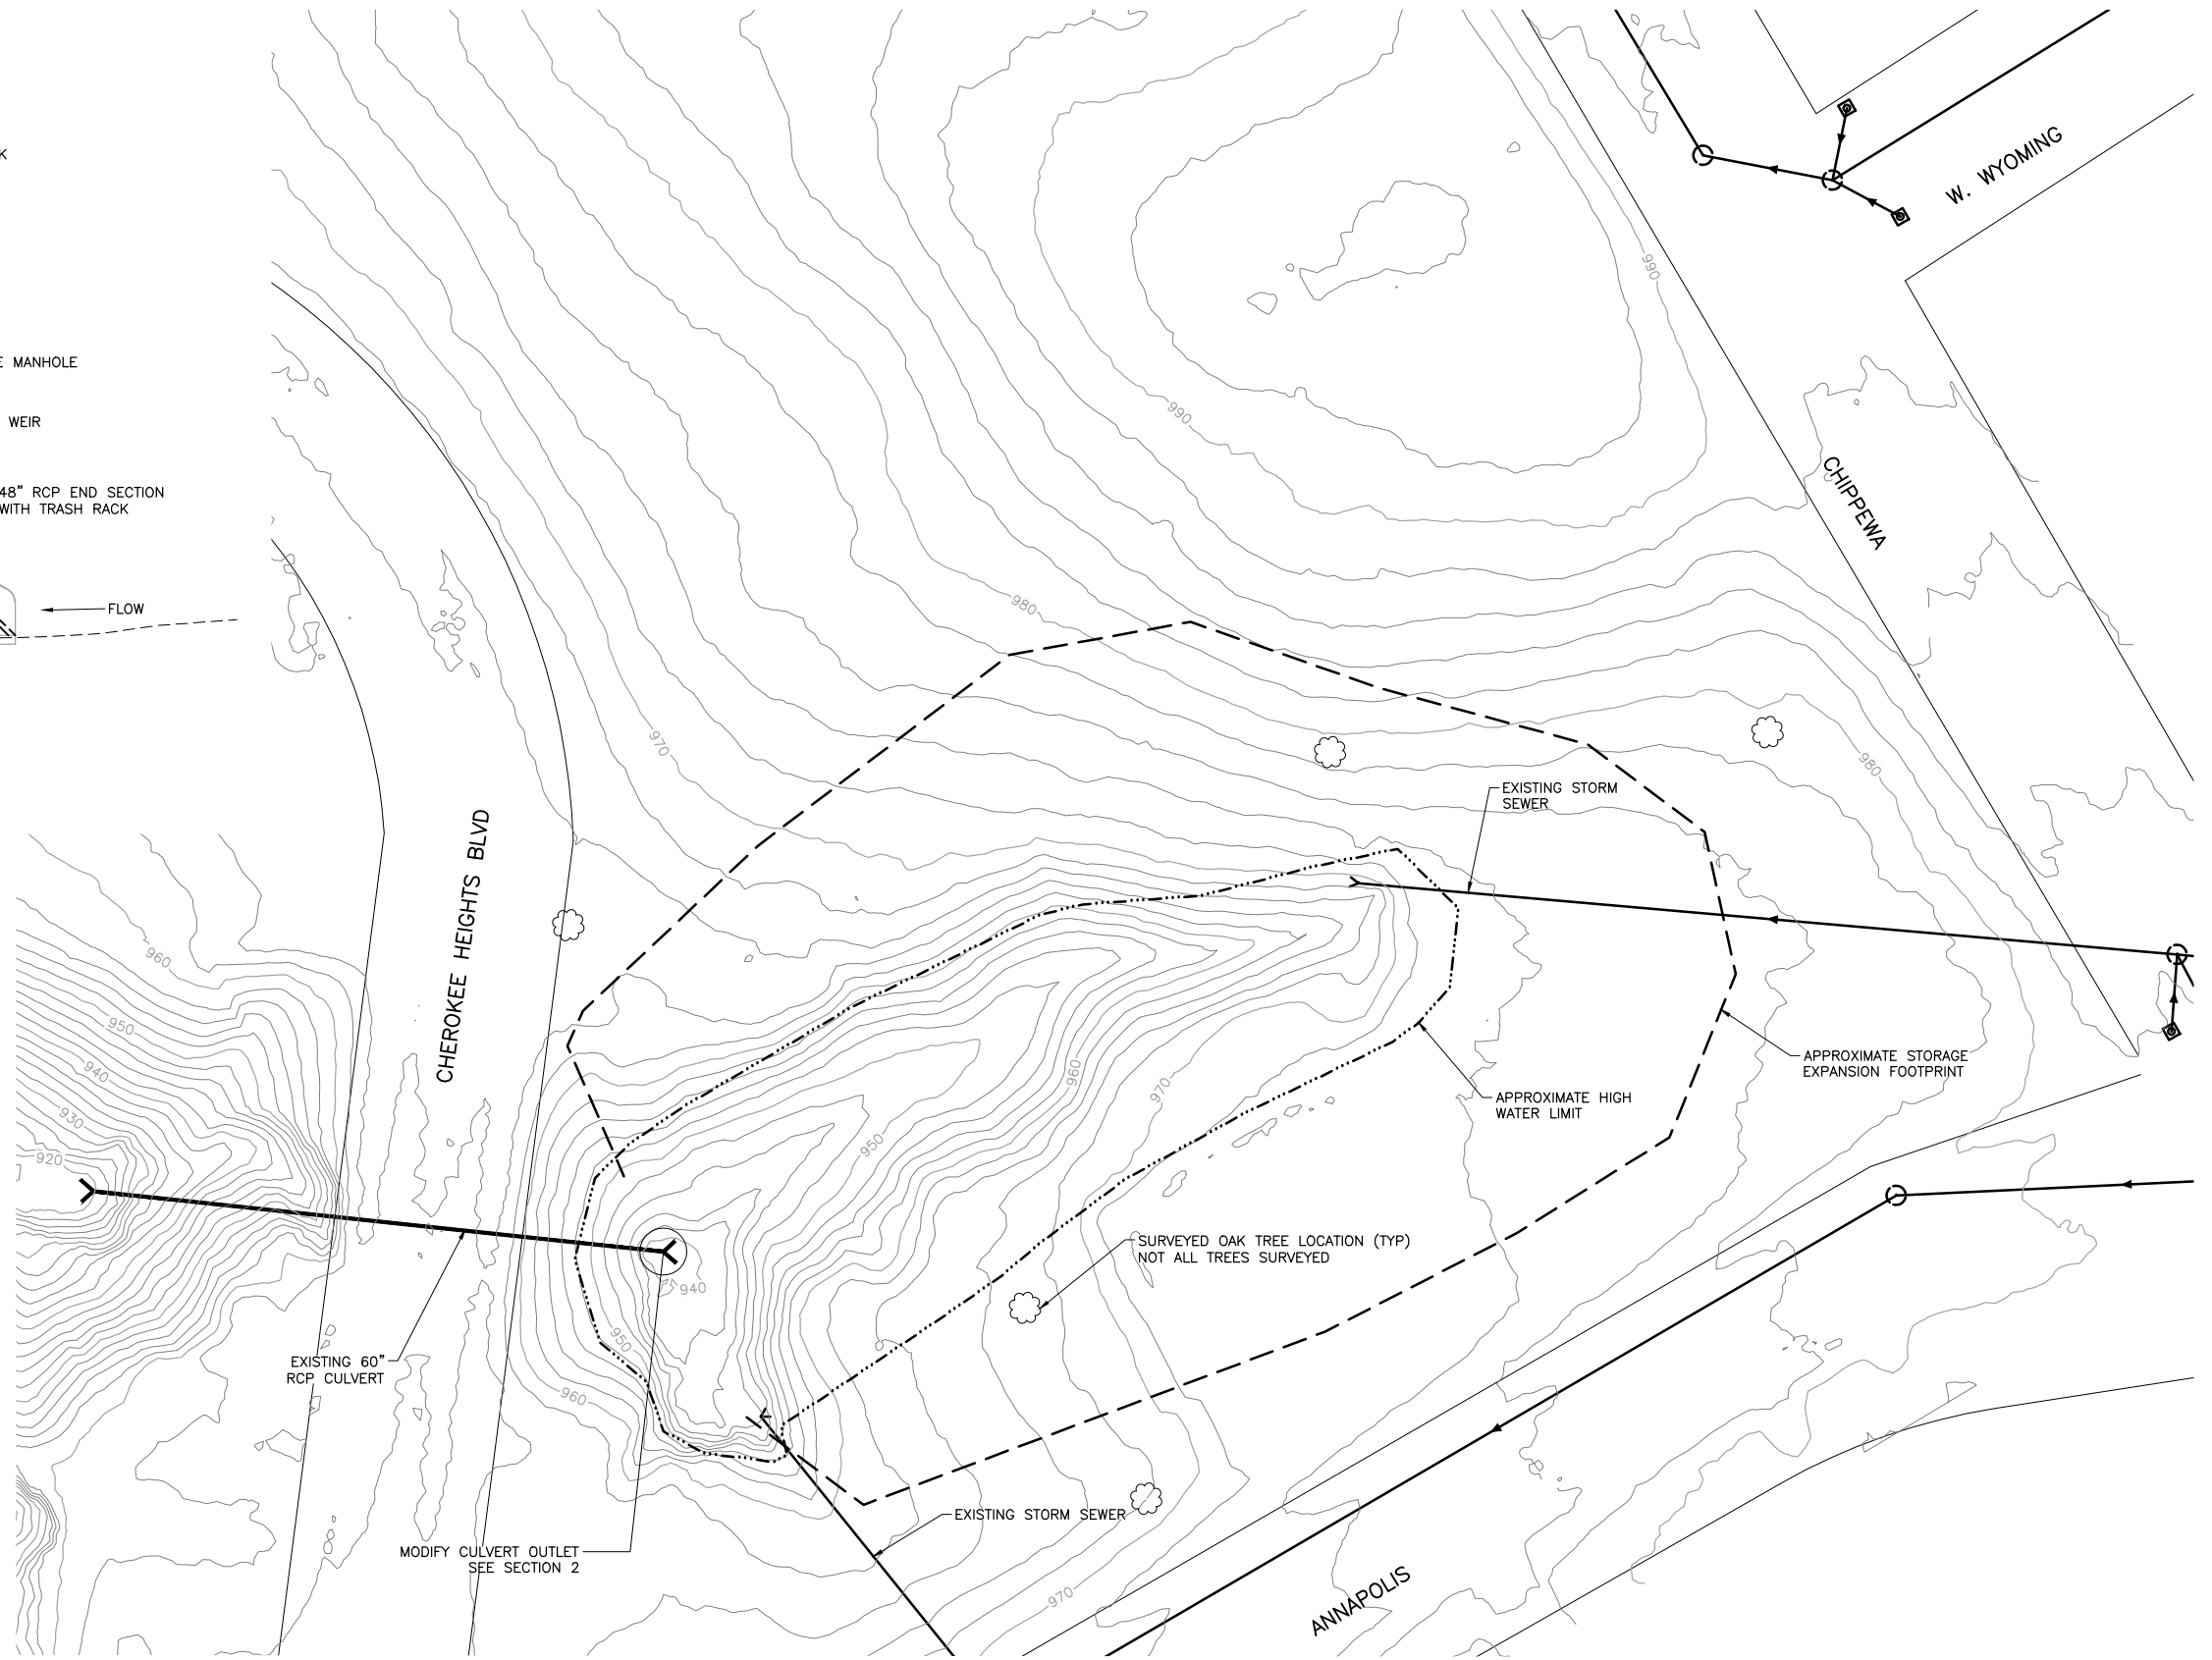 K
E MANHOLE
WEIR
48" RCP END SECTION
WITH TRASH RACK
FLOW
W. WYOMING
990
990
CHIPPEWA
980
970
980
EXISTING STORM
SEWER
CHEROKEE HEIGHTS BLVD
960
950
940
930
920
960
970
950
APPROXIMATE STORAGE
EXPANSION FOOTPRINT
APPROXIMATE HIGH
WATER LIMIT
SURVEYED OAK TREE LOCATION (TYP)
NOT ALL TREES SURVEYED
940
950
960
EXISTING 60"
RCP CULVERT
EXISTING STORM SEWER
MODIFY CULVERT OUTLET
SEE SECTION 2
970
ANNAPOLIS